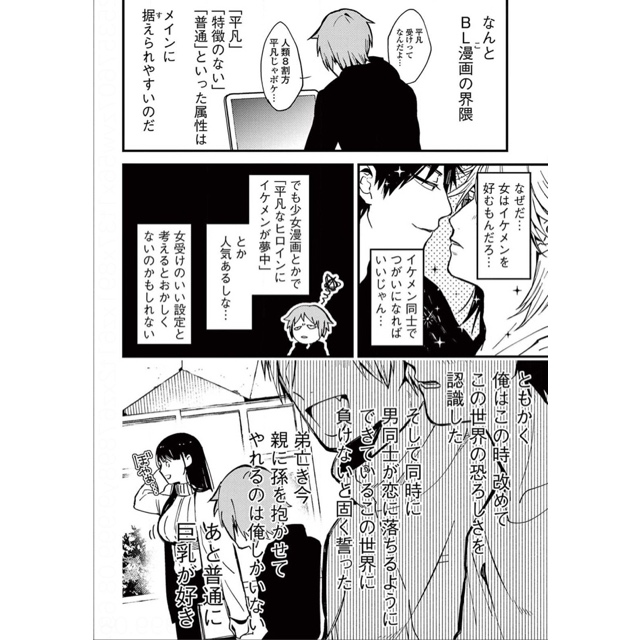 なんと
BL漫画の界隈
こ
平凡
受けって
なんだよ…
人類8割方
平凡じゃボケ…
「平凡」
「特徴のない」
「普通」といった属性は
メインに
据えられやすいのだ
す
なぜだ…
女はイケメンを
好むもんだろ…
イケメン同士で
つがいになれば
いいじゃん…
でも少女漫画とかで
「平凡なヒロインに
イケメンが夢中」
とか
人気あるしな…
女受けのいい設定と
考えるとおかしく
ないのかもしれない
ともかく
俺はこの時改めて
この世界の恐ろしさを
認識した
そして同時に
男同士が恋に落ちるように
できているこの世界に
負けないと固く誓った
弟亡き今
親に孫を抱かせて
やれるのは俺しかいない
あと普通に
巨乳が好き